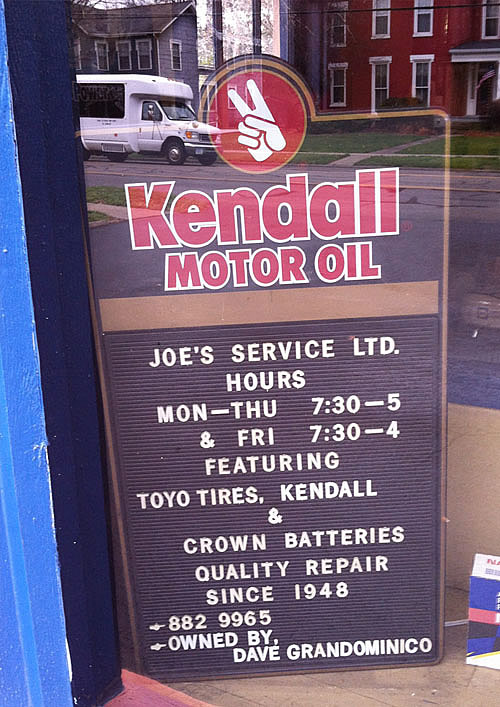 Kendall
MOTOR OIL
JOE'S SERVICE LTD.
HOURS
MON—THU 7:30—5
& FRI 7:30—4
FEATURING
TOYO TIRES, KENDALL
&
CROWN BATTERIES
QUALITY REPAIR
SINCE 1948
882 9965
OWNED BY,
DAVE GRANDOMINICO